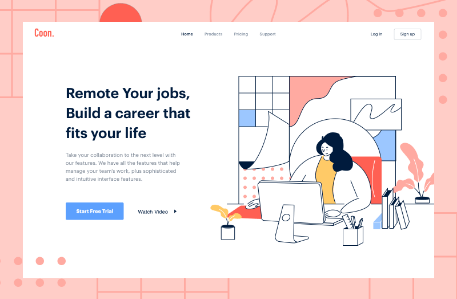 Coon.
Home Products Pricing Support
Log in Sign up
Remote Your jobs,
Build a career that
fits your life
Take your collaboration to the next level with
our features. We have all the features that help
manage your team's work, plus sophisticated
and intuitive interface features.
Start Free Trial Watch Video